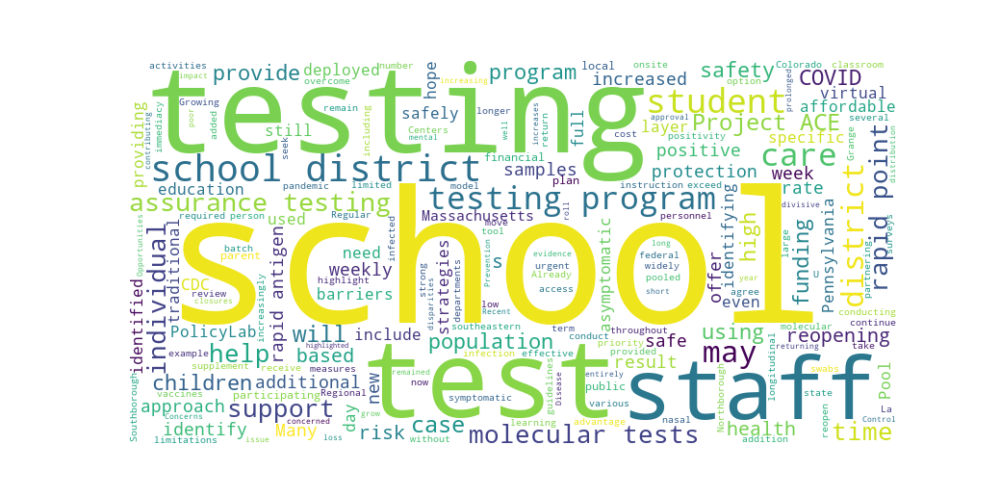 testing
school
test
staff
school district
testing program
student
district
care
rapid point
Project ACE
assurance testing
individual
molecular tests
activities
impact
overcome
number
increasing
Growing
provide
deployed
hope
program
local
onsite
increased
safety
option
Colorado
classroom
COVID
prolonged
virtual
affordable
several
immediacy
contributing
poor
added
remain
still
seek
including
safely
Centers
mental
longer
increases
well
return
full
cost
approval
layer
positivity
specific
Grange
distribution
providing
education
pandemic
limited
financial
model
samples
plan
positive
protection
week
rate
instruction
exceed
required
person
used
Regular
Massachusetts
move
tool
roll
personnel
divisive
identifying
high
offer
funding
Pennsylvania
u
large
partnering
surveys
Opportunities
traditional
batch
parent
CDC
review
closures
increasingly
rapid antigen
need
weekly
barriers
highlight
infected
strong
disparities
departments
strategies
s
Prevention
low
Recent
evidence
urgent
Already
access
asymptomatic
long
federal
widely
pooled
short
agree
even
year
conducting
continue
identified
PolicyLab
example
supplement
help
will
based
include
measures
highlighted
southeastern
term
conduct
throughout
priority
provided
population
infection
effective
safe
using
may
result
molecular
returning
reopening
take
longitudinal
swabs
children
additional
receive
vaccines
participating
new
remained
now
Regional
symptomatic
Disease
entirely
guidelines
public
various
Pool
state
La
Control
Southborough
approach
Concerns
support
concerned
grow
day
case
learning
advantage
nasal
Northborough
health
time
reopen
identify
limitations
issue
Many
loss
risk
without
addition